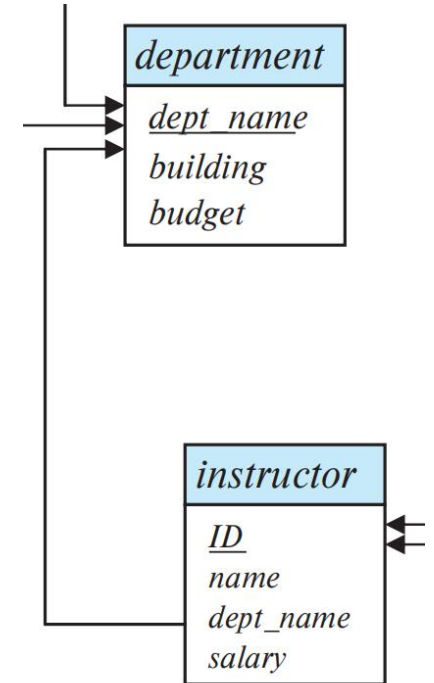 department
dept_name
building
budget
instructor
ID
name
dept_name
salary